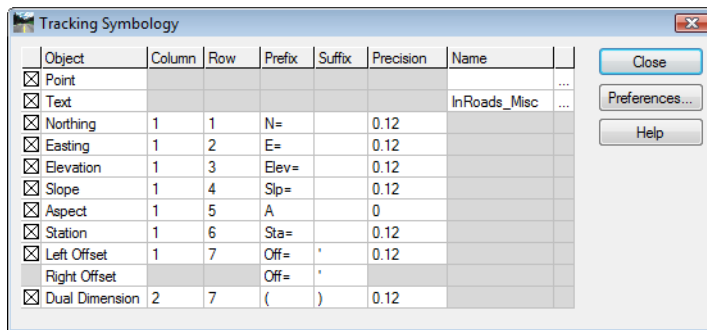 Tracking Symbology
Object Column Row Prefix Suffix Precision Name
Point ...
Text InRoads_Misc ...
Northing 1 1 N= 0.12
Easting 1 2 E= 0.12
Elevation 1 3 Elev= 0.12
Slope 1 4 Slp= 0.12
Aspect 1 5 A 0
Station 1 6 Sta= 0.12
Left Offset 1 7 Off= ' 0.12
Right Offset Off= '
Dual Dimension 2 7 ( ) 0.12
Close
Preferences...
Help